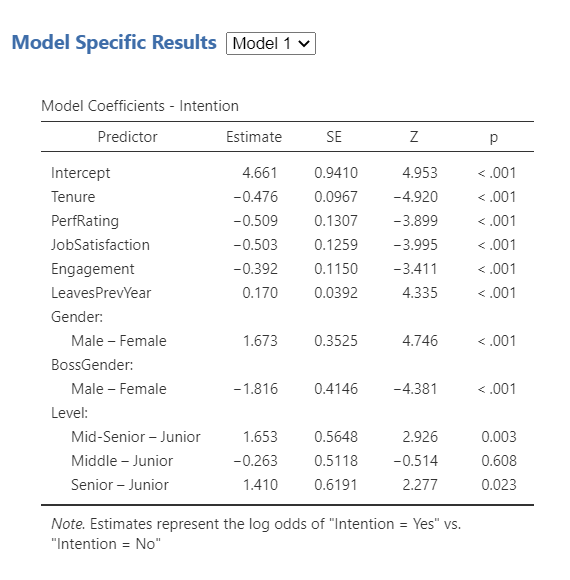 Model Specific Results Model 1
Model Coefficients - Intention
Predictor Estimate SE Z p
Intercept 4.661 0.9410 4.953 < .001
Tenure −0.476 0.0967 −4.920 < .001
PerfRating −0.509 0.1307 −3.899 < .001
JobSatisfaction −0.503 0.1259 −3.995 < .001
Engagement −0.392 0.1150 −3.411 < .001
LeavesPrevYear 0.170 0.0392 4.335 < .001
Gender:
Male – Female 1.673 0.3525 4.746 < .001
BossGender:
Male – Female −1.816 0.4146 −4.381 < .001
Level:
Mid-Senior – Junior 1.653 0.5648 2.926 0.003
Middle – Junior −0.263 0.5118 −0.514 0.608
Senior – Junior 1.410 0.6191 2.277 0.023
Note. Estimates represent the log odds of "Intention = Yes" vs.
"Intention = No"